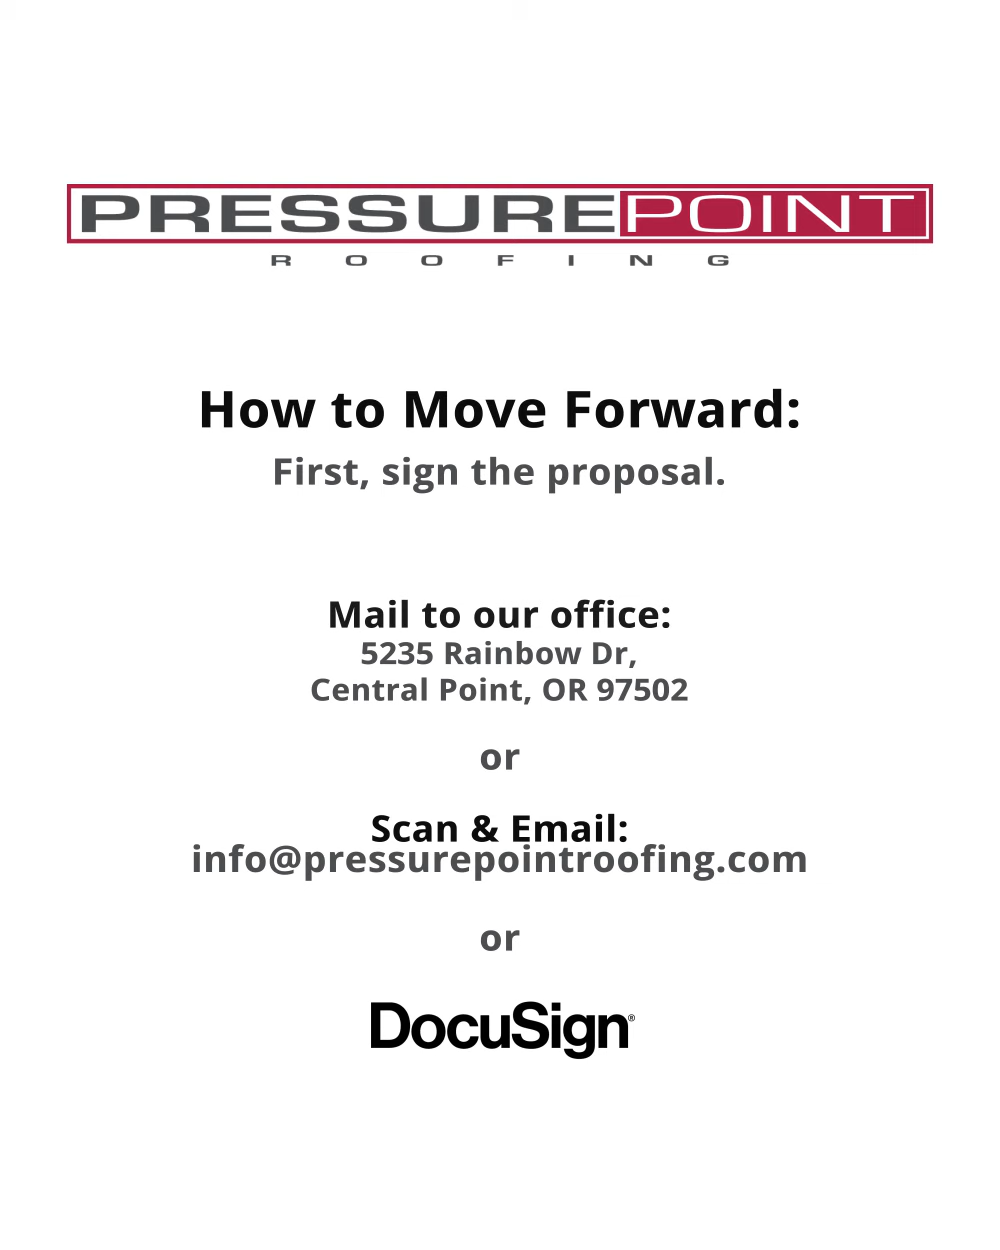 PRESSUREPOINT
ROOFING
How to Move Forward:
First, sign the proposal.
Mail to our office:
5235 Rainbow Dr,
Central Point, OR 97502
or
Scan & Email:
info@pressurepointroofing.com
or
DocuSign®